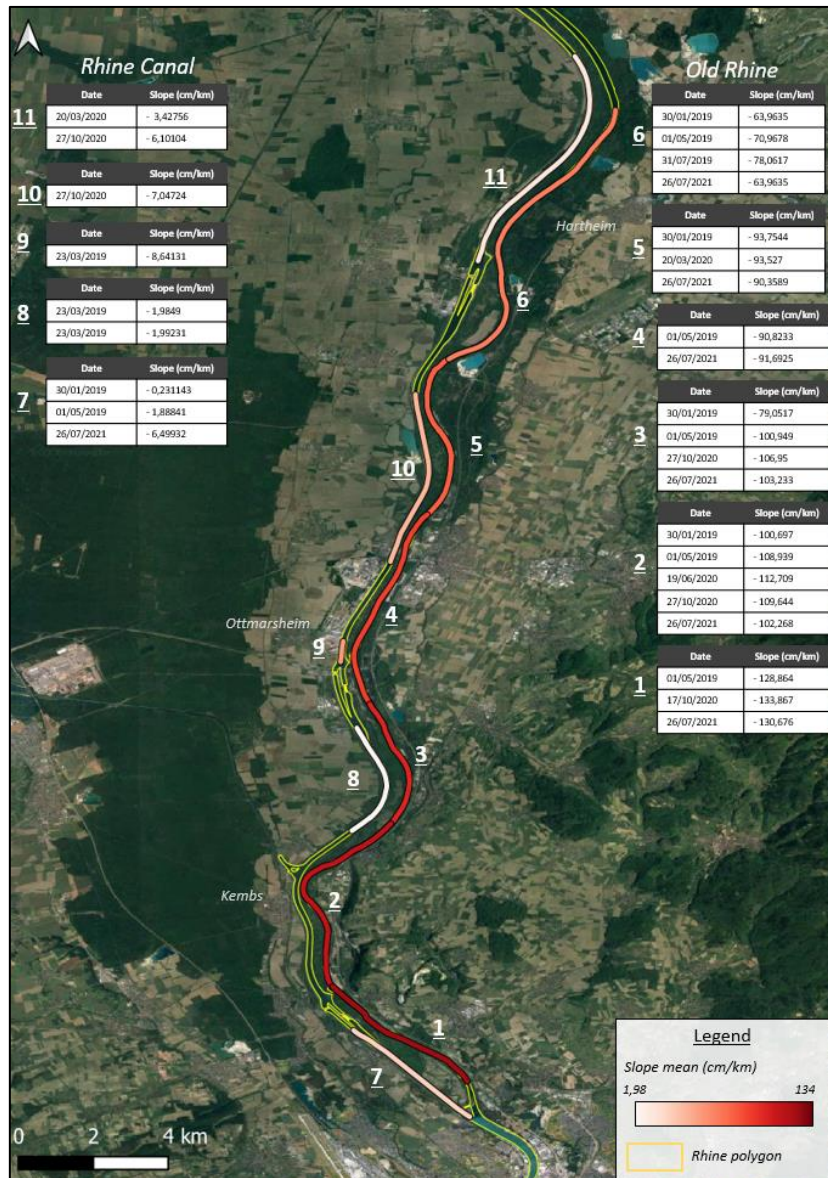 Rhine Canal
11
Date Slope (cm/km)
20/03/2020 - 3,42756
27/10/2020 - 6,10104
10
Date Slope (cm/km)
27/10/2020 - 7,04724
9
Date Slope (cm/km)
23/03/2019 - 8,64131
8
Date Slope (cm/km)
23/03/2019 - 1,9849
23/03/2019 - 1,99231
7
Date Slope (cm/km)
30/01/2019 - 0,231143
01/05/2019 - 1,88841
26/07/2021 - 6,49932
Old Rhine
6
Date Slope (cm/km)
30/01/2019 - 63,9635
01/05/2019 - 70,9678
31/07/2019 - 78,0617
26/07/2021 - 63,9635
5
Date Slope (cm/km)
30/01/2019 - 93,7544
20/03/2020 - 93,527
26/07/2021 - 90,3589
4
Date Slope (cm/km)
01/05/2019 - 90,8233
26/07/2021 - 91,6925
3
Date Slope (cm/km)
30/01/2019 - 79,0517
01/05/2019 - 100,949
27/10/2020 - 106,95
26/07/2021 - 103,233
2
Date Slope (cm/km)
30/01/2019 - 100,697
01/05/2019 - 108,939
19/06/2020 - 112,709
27/10/2020 - 109,644
26/07/2021 - 102,268
1
Date Slope (cm/km)
01/05/2019 - 128,864
17/10/2020 - 133,867
26/07/2021 - 130,676
11
Hartheim
6
5
10
4
Ottmarsheim
9
3
8
Kembs
2
1
7
0 2 4 km
Legend
Slope mean (cm/km)
1,98 134
Rhine polygon